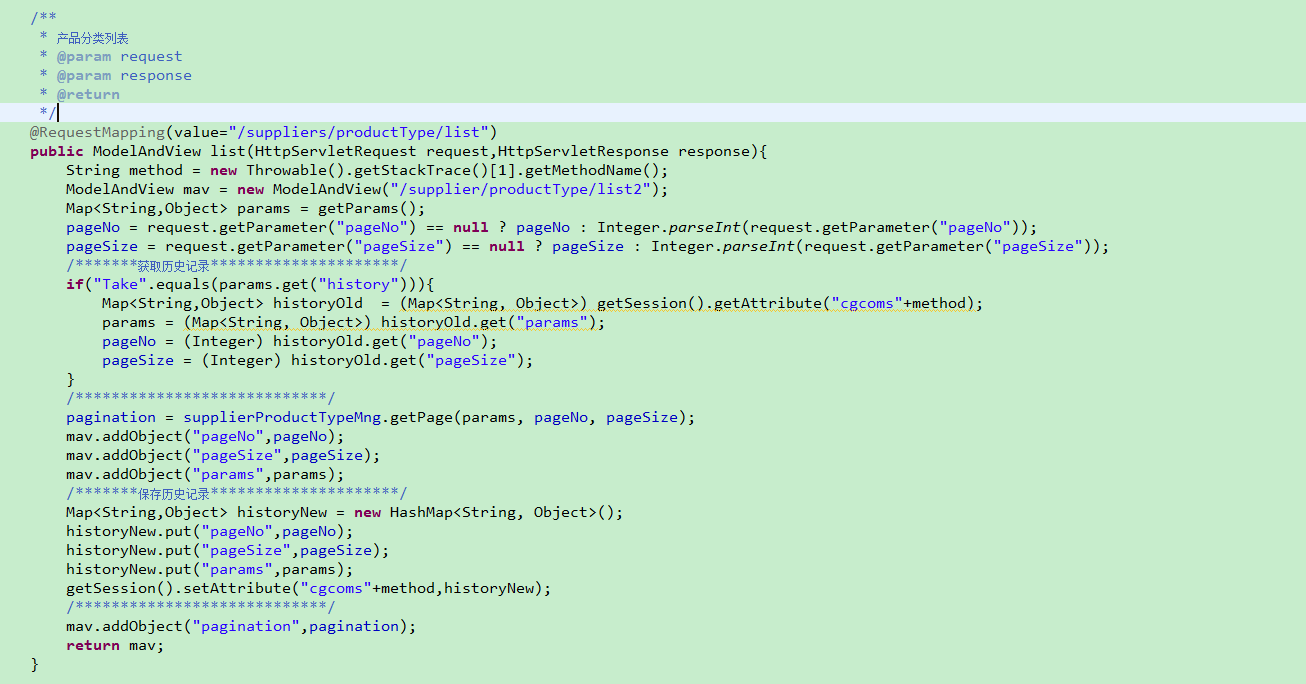 /**
 * 产品分类列表
 * @param request
 * @param response
 * @return
 */
@RequestMapping(value="/suppliers/productType/list")
public ModelAndView list(HttpServletRequest request,HttpServletResponse response){
    String method = new Throwable().getStackTrace()[1].getMethodName();
    ModelAndView mav = new ModelAndView("/supplier/productType/list2");
    Map<String,Object> params = getParams();
    pageNo = request.getParameter("pageNo") == null ? pageNo : Integer.parseInt(request.getParameter("pageNo"));
    pageSize = request.getParameter("pageSize") == null ? pageSize : Integer.parseInt(request.getParameter("pageSize"));
    /*******获取历史记录*********************/
    if("Take".equals(params.get("history"))){
        Map<String,Object> historyOld  = (Map<String, Object>) getSession().getAttribute("cgcoms"+method);
        params = (Map<String, Object>) historyOld.get("params");
        pageNo = (Integer) historyOld.get("pageNo");
        pageSize = (Integer) historyOld.get("pageSize");
    }
    /****************************/
    pagination = supplierProductTypeMng.getPage(params, pageNo, pageSize);
    mav.addObject("pageNo",pageNo);
    mav.addObject("pageSize",pageSize);
    mav.addObject("params",params);
    /*******保存历史记录*********************/
    Map<String,Object> historyNew = new HashMap<String, Object>();
    historyNew.put("pageNo",pageNo);
    historyNew.put("pageSize",pageSize);
    historyNew.put("params",params);
    getSession().setAttribute("cgcoms"+method,historyNew);
    /****************************/
    mav.addObject("pagination",pagination);
    return mav;
}